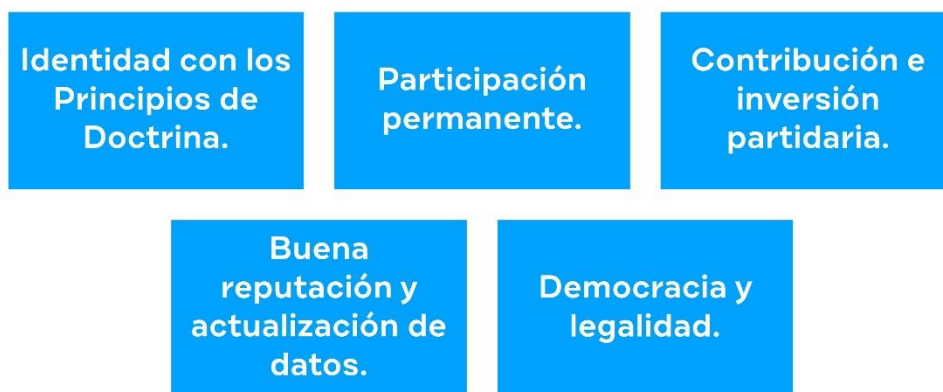 Identidad con los
Principios de
Doctrina.
Participación
permanente.
Contribución e
inversión
partidaria.
Buena
reputación y
actualización de
datos.
Democracia y
legalidad.